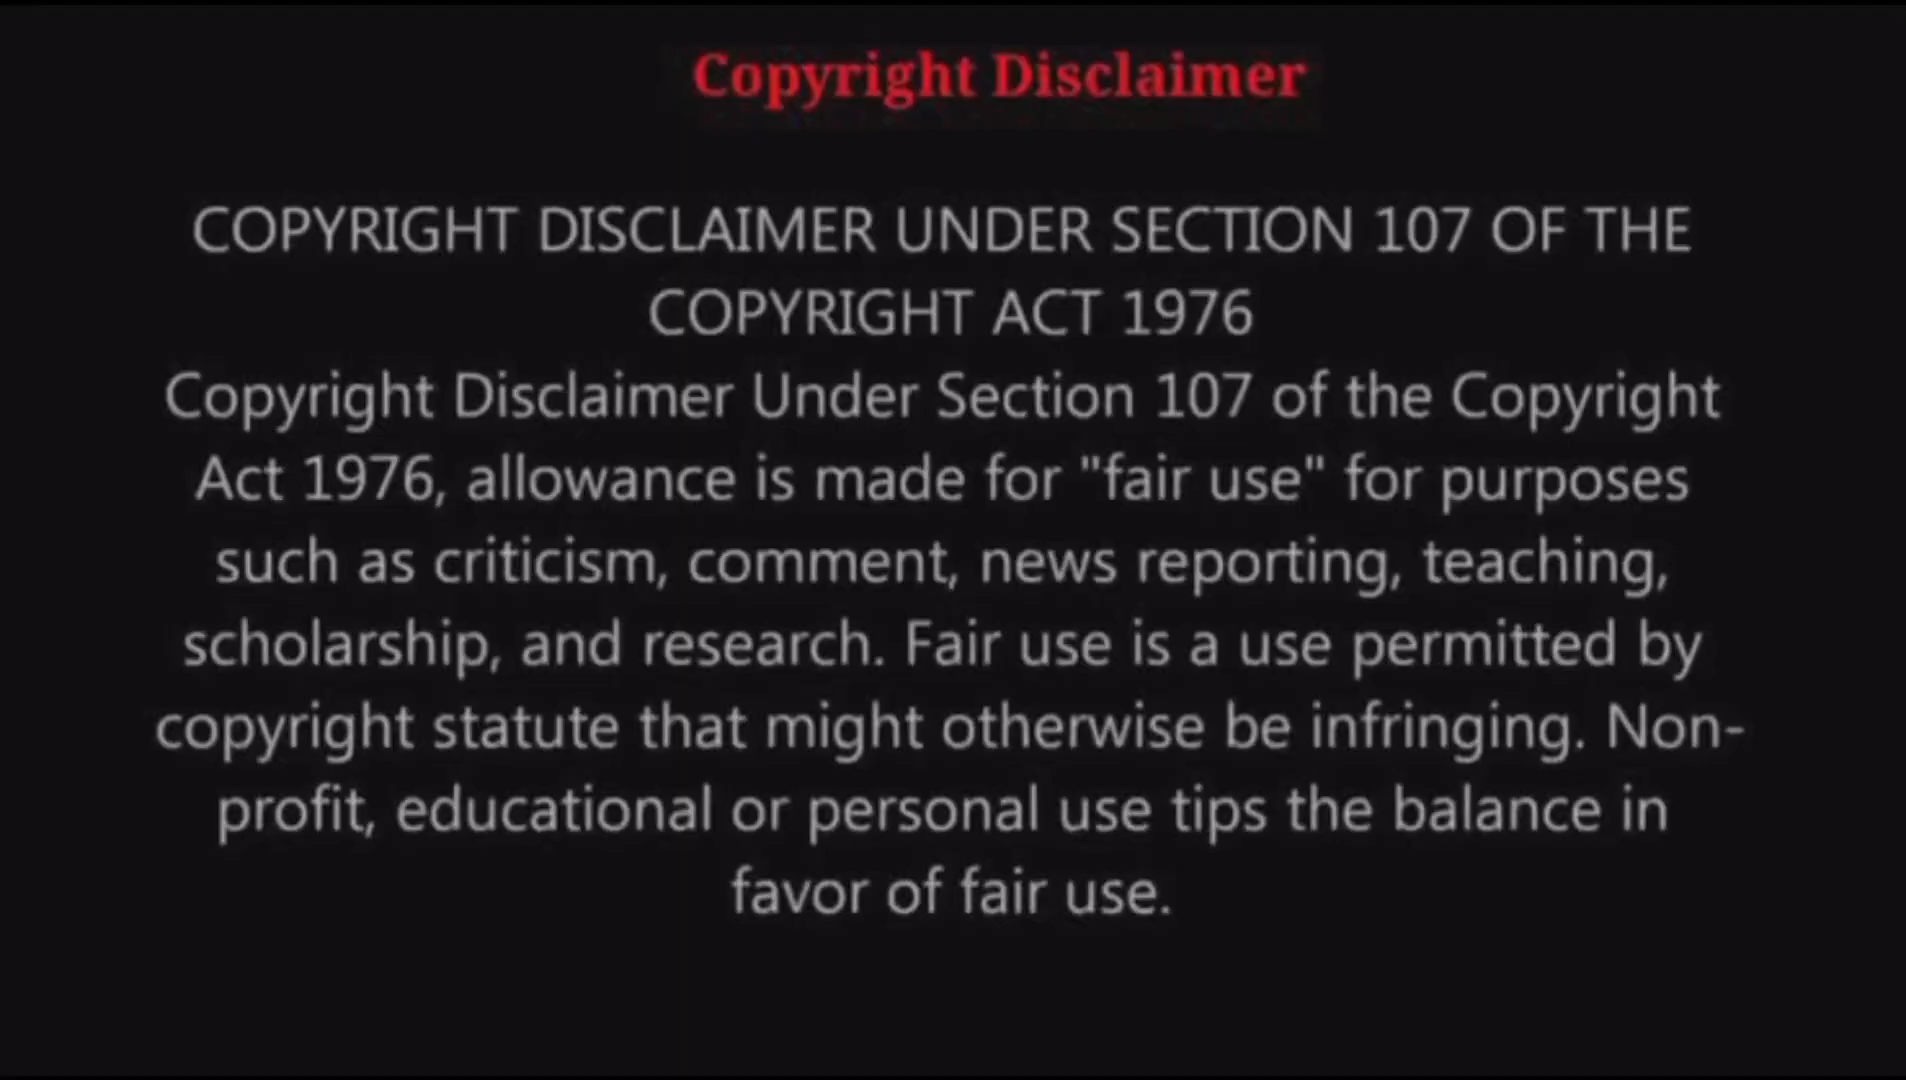 Copyright Disclaimer
COPYRIGHT DISCLAIMER UNDER SECTION 107 OF THE
COPYRIGHT ACT 1976
Copyright Disclaimer Under Section 107 of the Copyright
Act 1976, allowance is made for "fair use" for purposes
such as criticism, comment, news reporting, teaching,
scholarship, and research. Fair use is a use permitted by
copyright statute that might otherwise be infringing. Non-
profit, educational or personal use tips the balance in
favor of fair use.